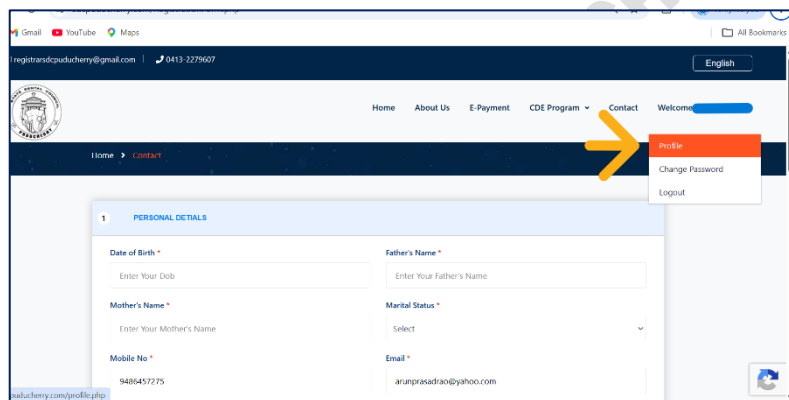 Gmail YouTube Maps All Bookmarks
registrarsdcpuducherry@gmail.com | 0413-2279607 English
Home About Us E-Payment CDE Program Contact Welcome
Home > Contact
Profile
Change Password
Logout
1 PERSONAL DETIALS
Date of Birth * Father's Name *
Enter Your Dob Enter Your Father's Name
Mother's Name * Marital Status *
Enter Your Mother's Name Select
Mobile No * Email *
9486457275 arunprasadrao@yahoo.com
puducherry.com/profile.php